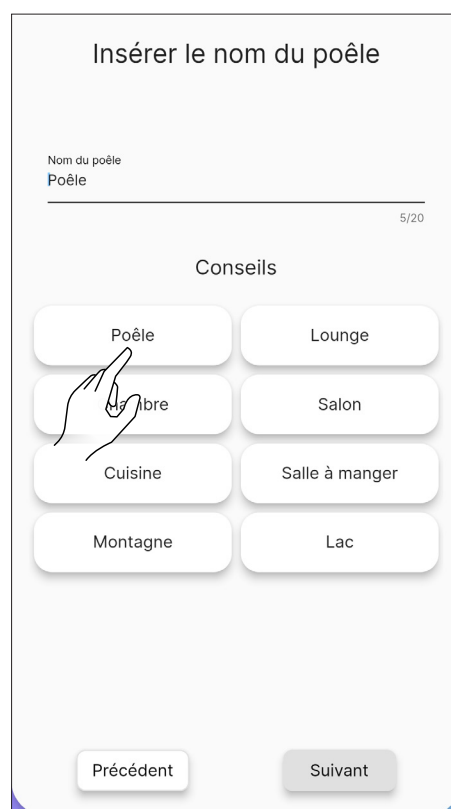 Insérer le nom du poêle
Nom du poêle
Poêle
5/20
Conseils
Poêle
Lounge
Salon
Cuisine
Salle à manger
Montagne
Lac
Précédent
Suivant